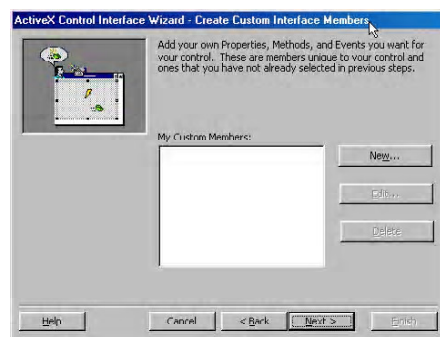 ActiveX Control Interface Wizard - Create Custom Interface Members
Add your own Properties, Methods, and Events you want for
your control. These are members unique to your control and
ones that you have not already selected in previous steps.
My Custom Members:
New...
Edit...
Delete
Help
Cancel
< Back
Next >
Finish